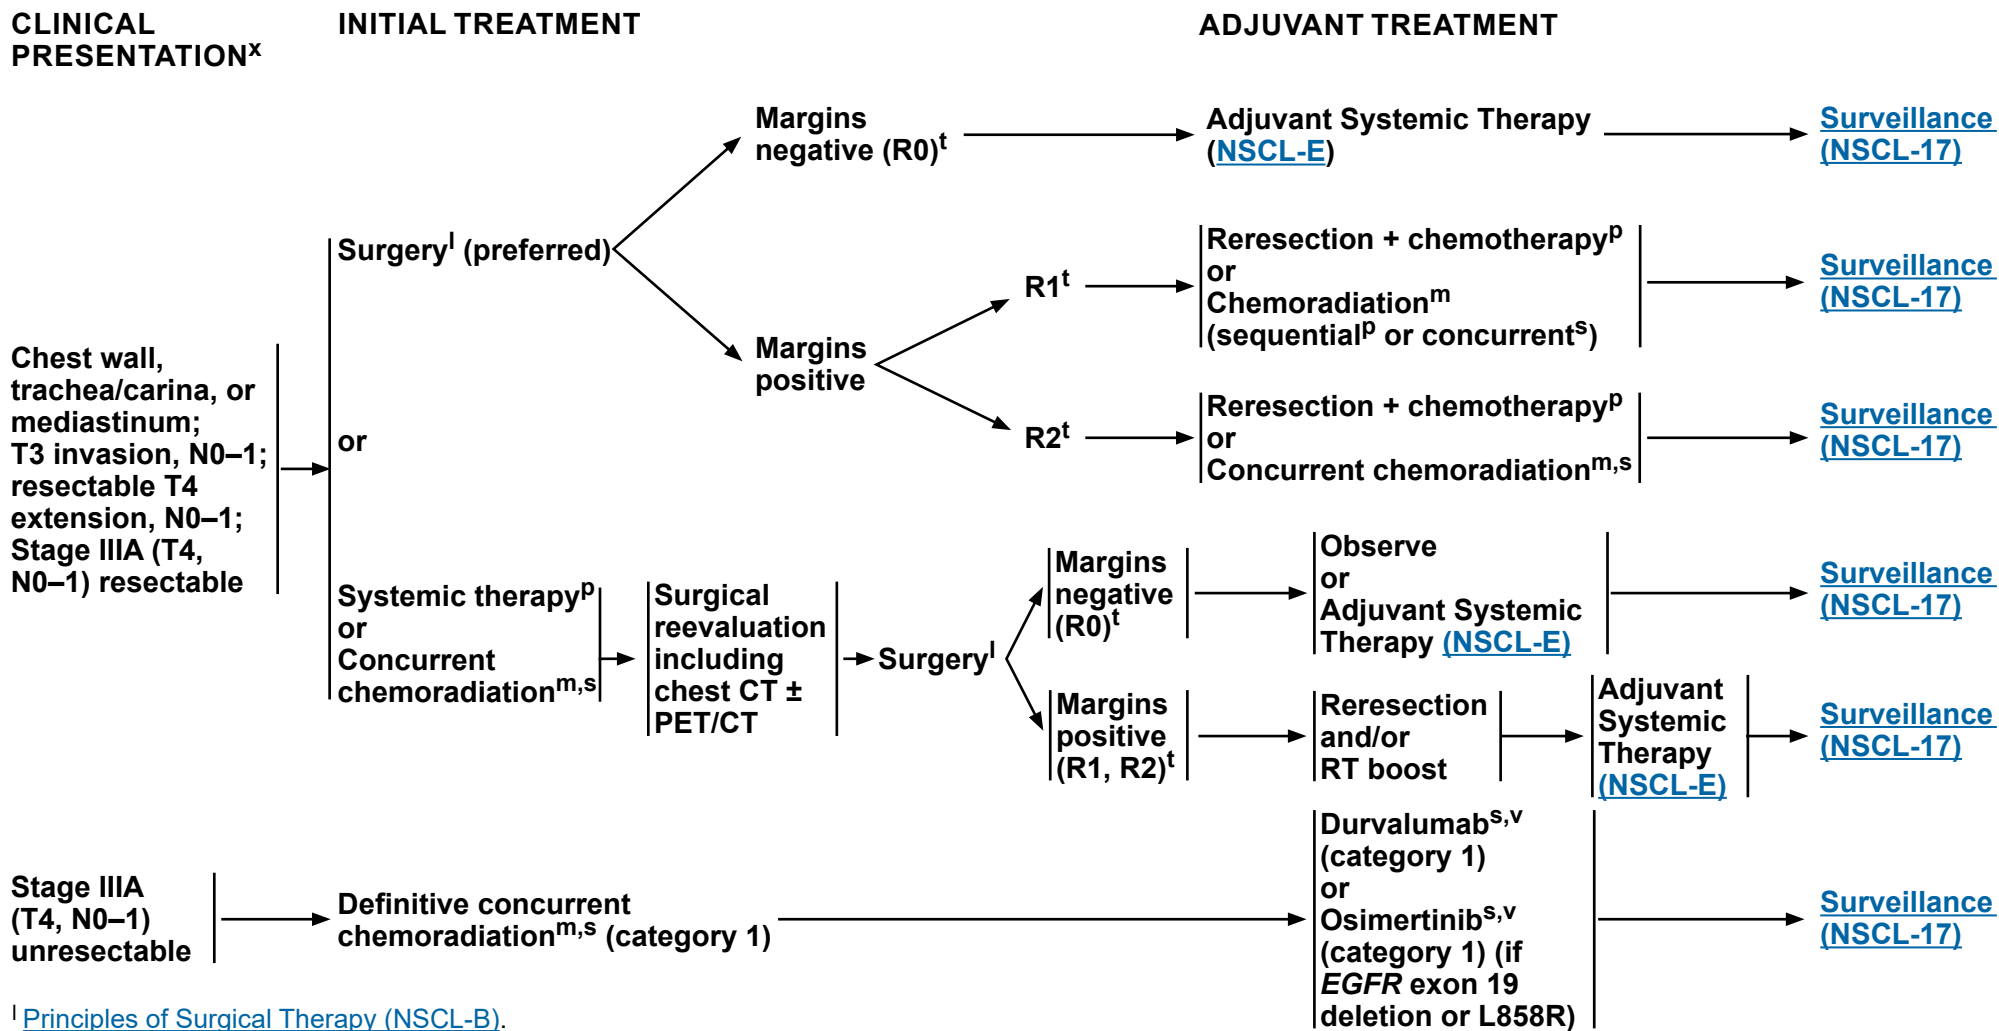 CLINICAL
PRESENTATIONˣ
INITIAL TREATMENT
ADJUVANT TREATMENT
Chest wall,
trachea/carina, or
mediastinum;
T3 invasion, N0–1;
resectable T4
extension, N0–1;
Stage IIIA (T4,
N0–1) resectable
Surgeryˡ (preferred)
or
Systemic therapyᵖ
or
Concurrent
chemoradiationᵐ,ˢ
Margins
negative (R0)ᵗ
Adjuvant Systemic Therapy
(NSCL-E)
Surveillance
(NSCL-17)
Margins
positive
R1ᵗ
Reresection + chemotherapyᵖ
or
Chemoradiationᵐ
(sequentialᵖ or concurrentˢ)
Surveillance
(NSCL-17)
R2ᵗ
Reresection + chemotherapyᵖ
or
Concurrent chemoradiationᵐ,ˢ
Surveillance
(NSCL-17)
Surgical
reevaluation
including
chest CT ±
PET/CT
Surgeryˡ
Margins
negative
(R0)ᵗ
Observe
or
Adjuvant Systemic
Therapy (NSCL-E)
Surveillance
(NSCL-17)
Margins
positive
(R1, R2)ᵗ
Reresection
and/or
RT boost
Adjuvant
Systemic
Therapy
(NSCL-E)
Surveillance
(NSCL-17)
Stage IIIA
(T4, N0–1)
unresectable
Definitive concurrent
chemoradiationᵐ,ˢ (category 1)
Durvalumabˢ,ᵛ
(category 1)
or
Osimertinibˢ,ᵛ
(category 1) (if
EGFR exon 19
deletion or L858R)
Surveillance
(NSCL-17)
ˡ Principles of Surgical Therapy (NSCL-B).